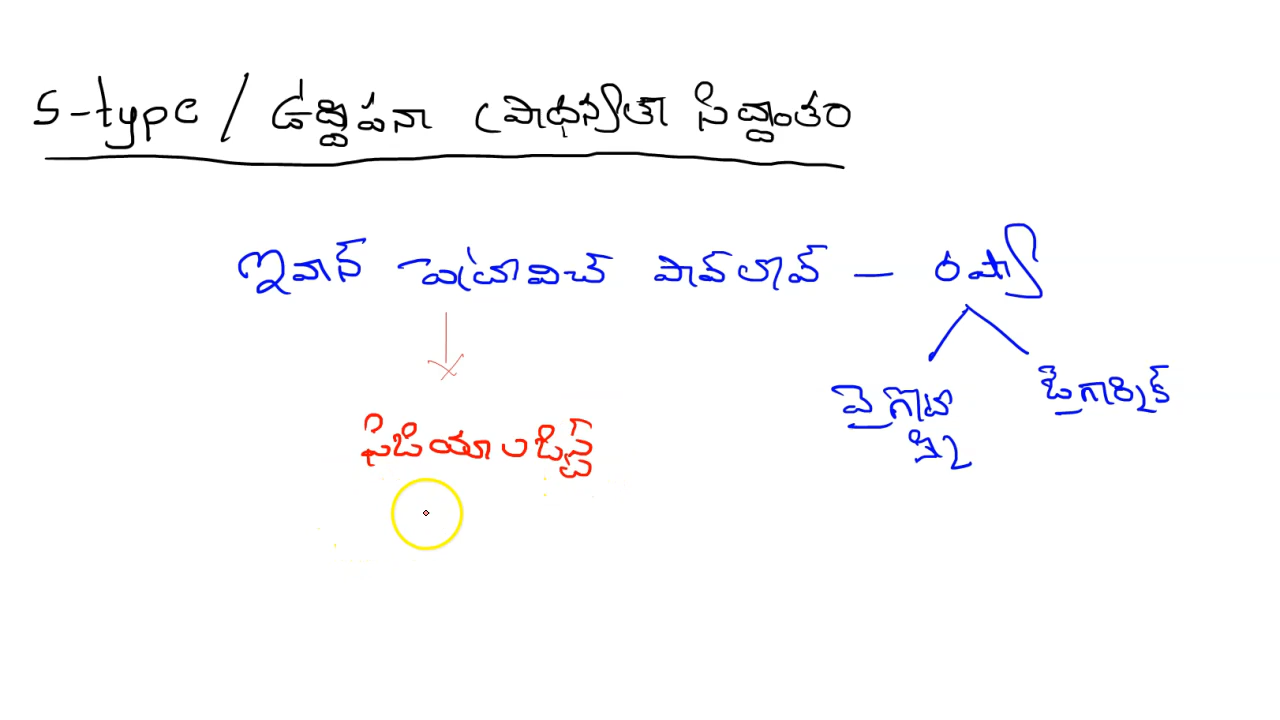 S-type / ఉద్దీపనా ప్రాధాన్యతా సిద్ధాంతం
ఇవాన్ పెట్రోవిచ్ పావ్‌లోవ్ – రష్యా
వైగాట్
స్కీ
జైగార్నిక్
ఫిజియాలజిస్ట్